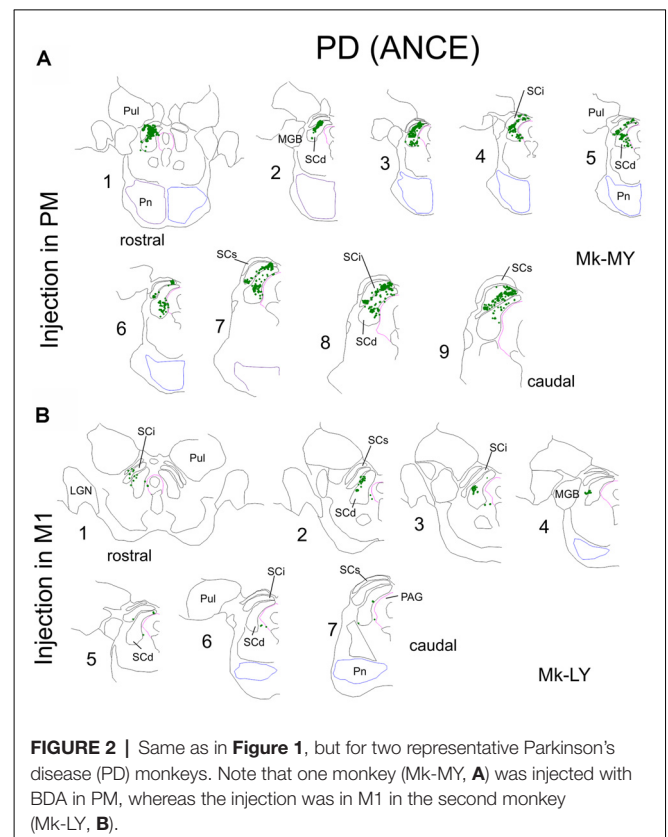 PD (ANCE)
A
Injection in PM
Pul
MGB
SCd
SCi
Pul
SCd
Pn
Pn
1
2
3
4
5
rostral
Mk-MY
SCs
SCi
SCs
SCd
6
7
8
9
caudal
B
Injection in M1
SCi
Pul
LGN
SCs
SCd
SCi
MGB
1
2
3
4
rostral
Pul
SCi
SCs
PAG
SCd
SCd
Pn
5
6
7
caudal
Mk-LY
FIGURE 2 | Same as in Figure 1, but for two representative Parkinson's
disease (PD) monkeys. Note that one monkey (Mk-MY, A) was injected with
BDA in PM, whereas the injection was in M1 in the second monkey
(Mk-LY, B).